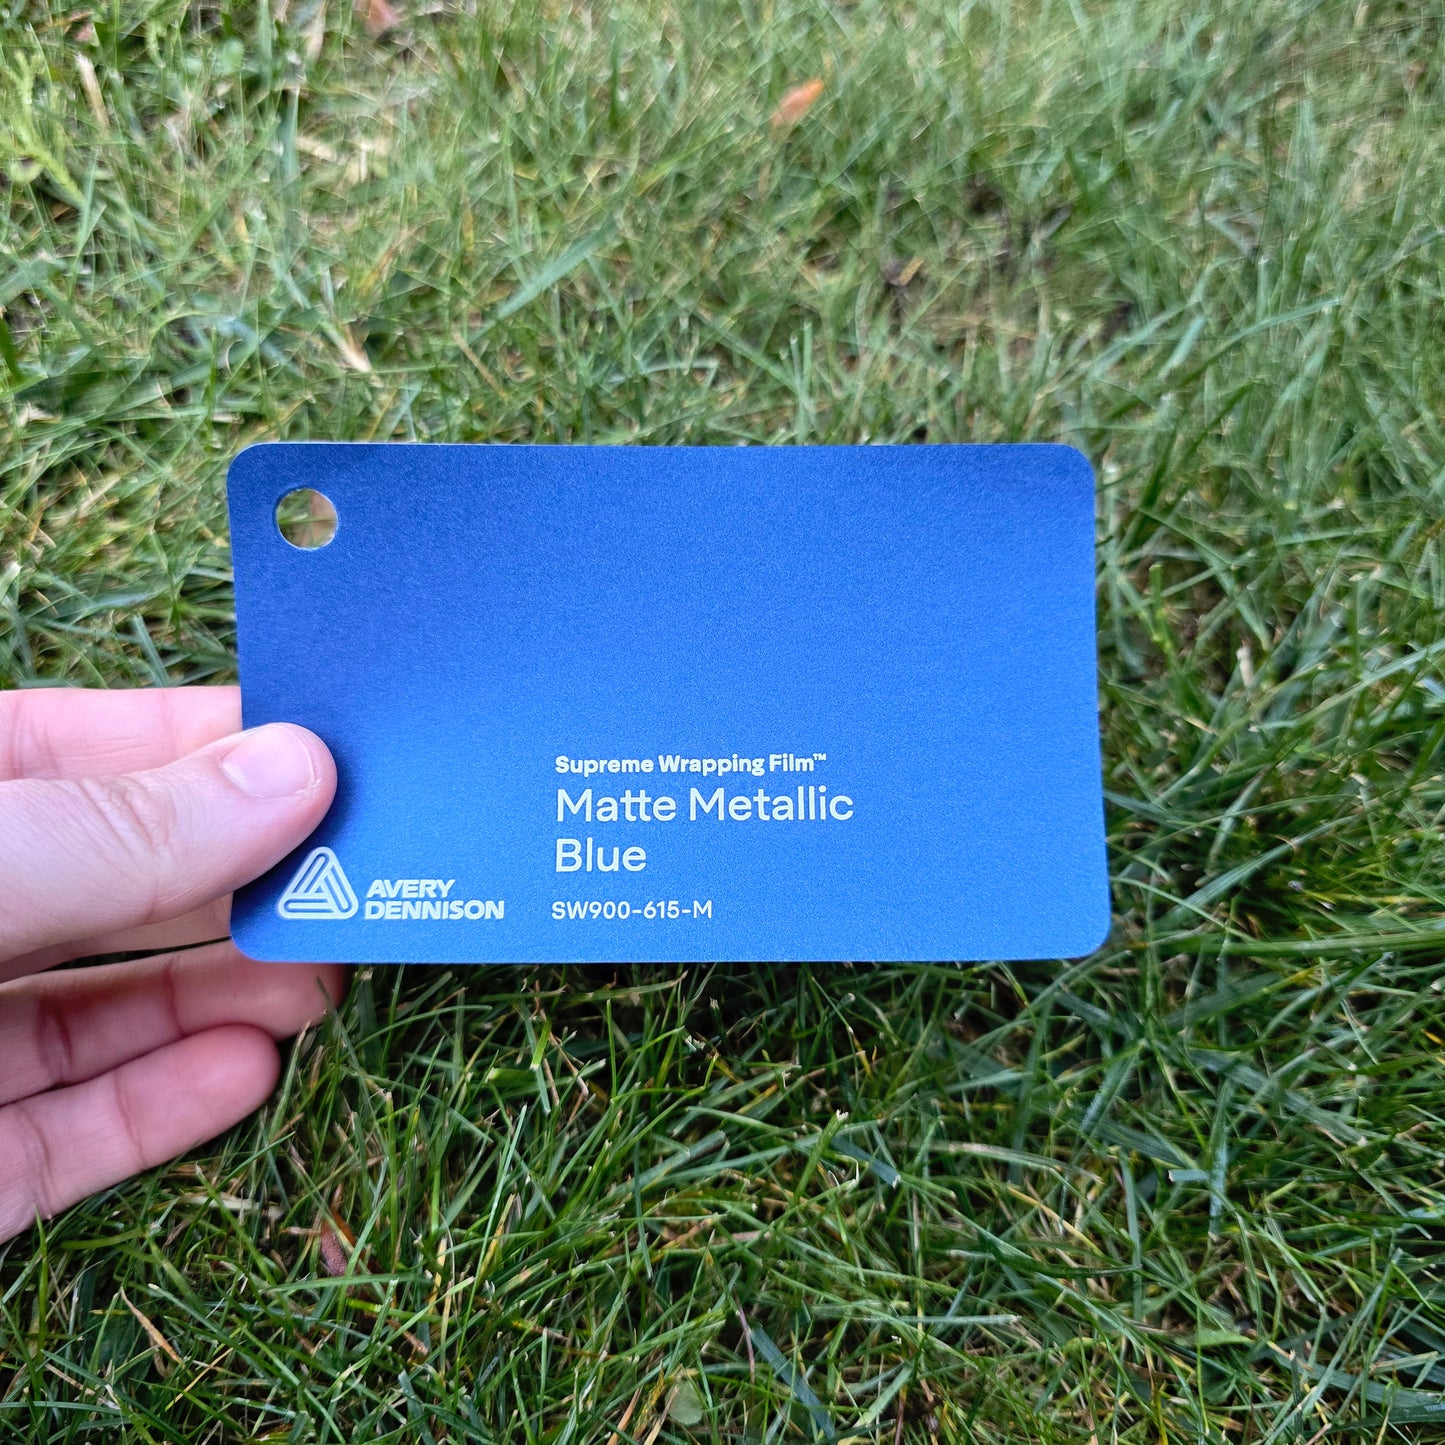 Supreme Wrapping Film™
Matte Metallic
Blue
SW900-615-M
AVERY
DENNISON